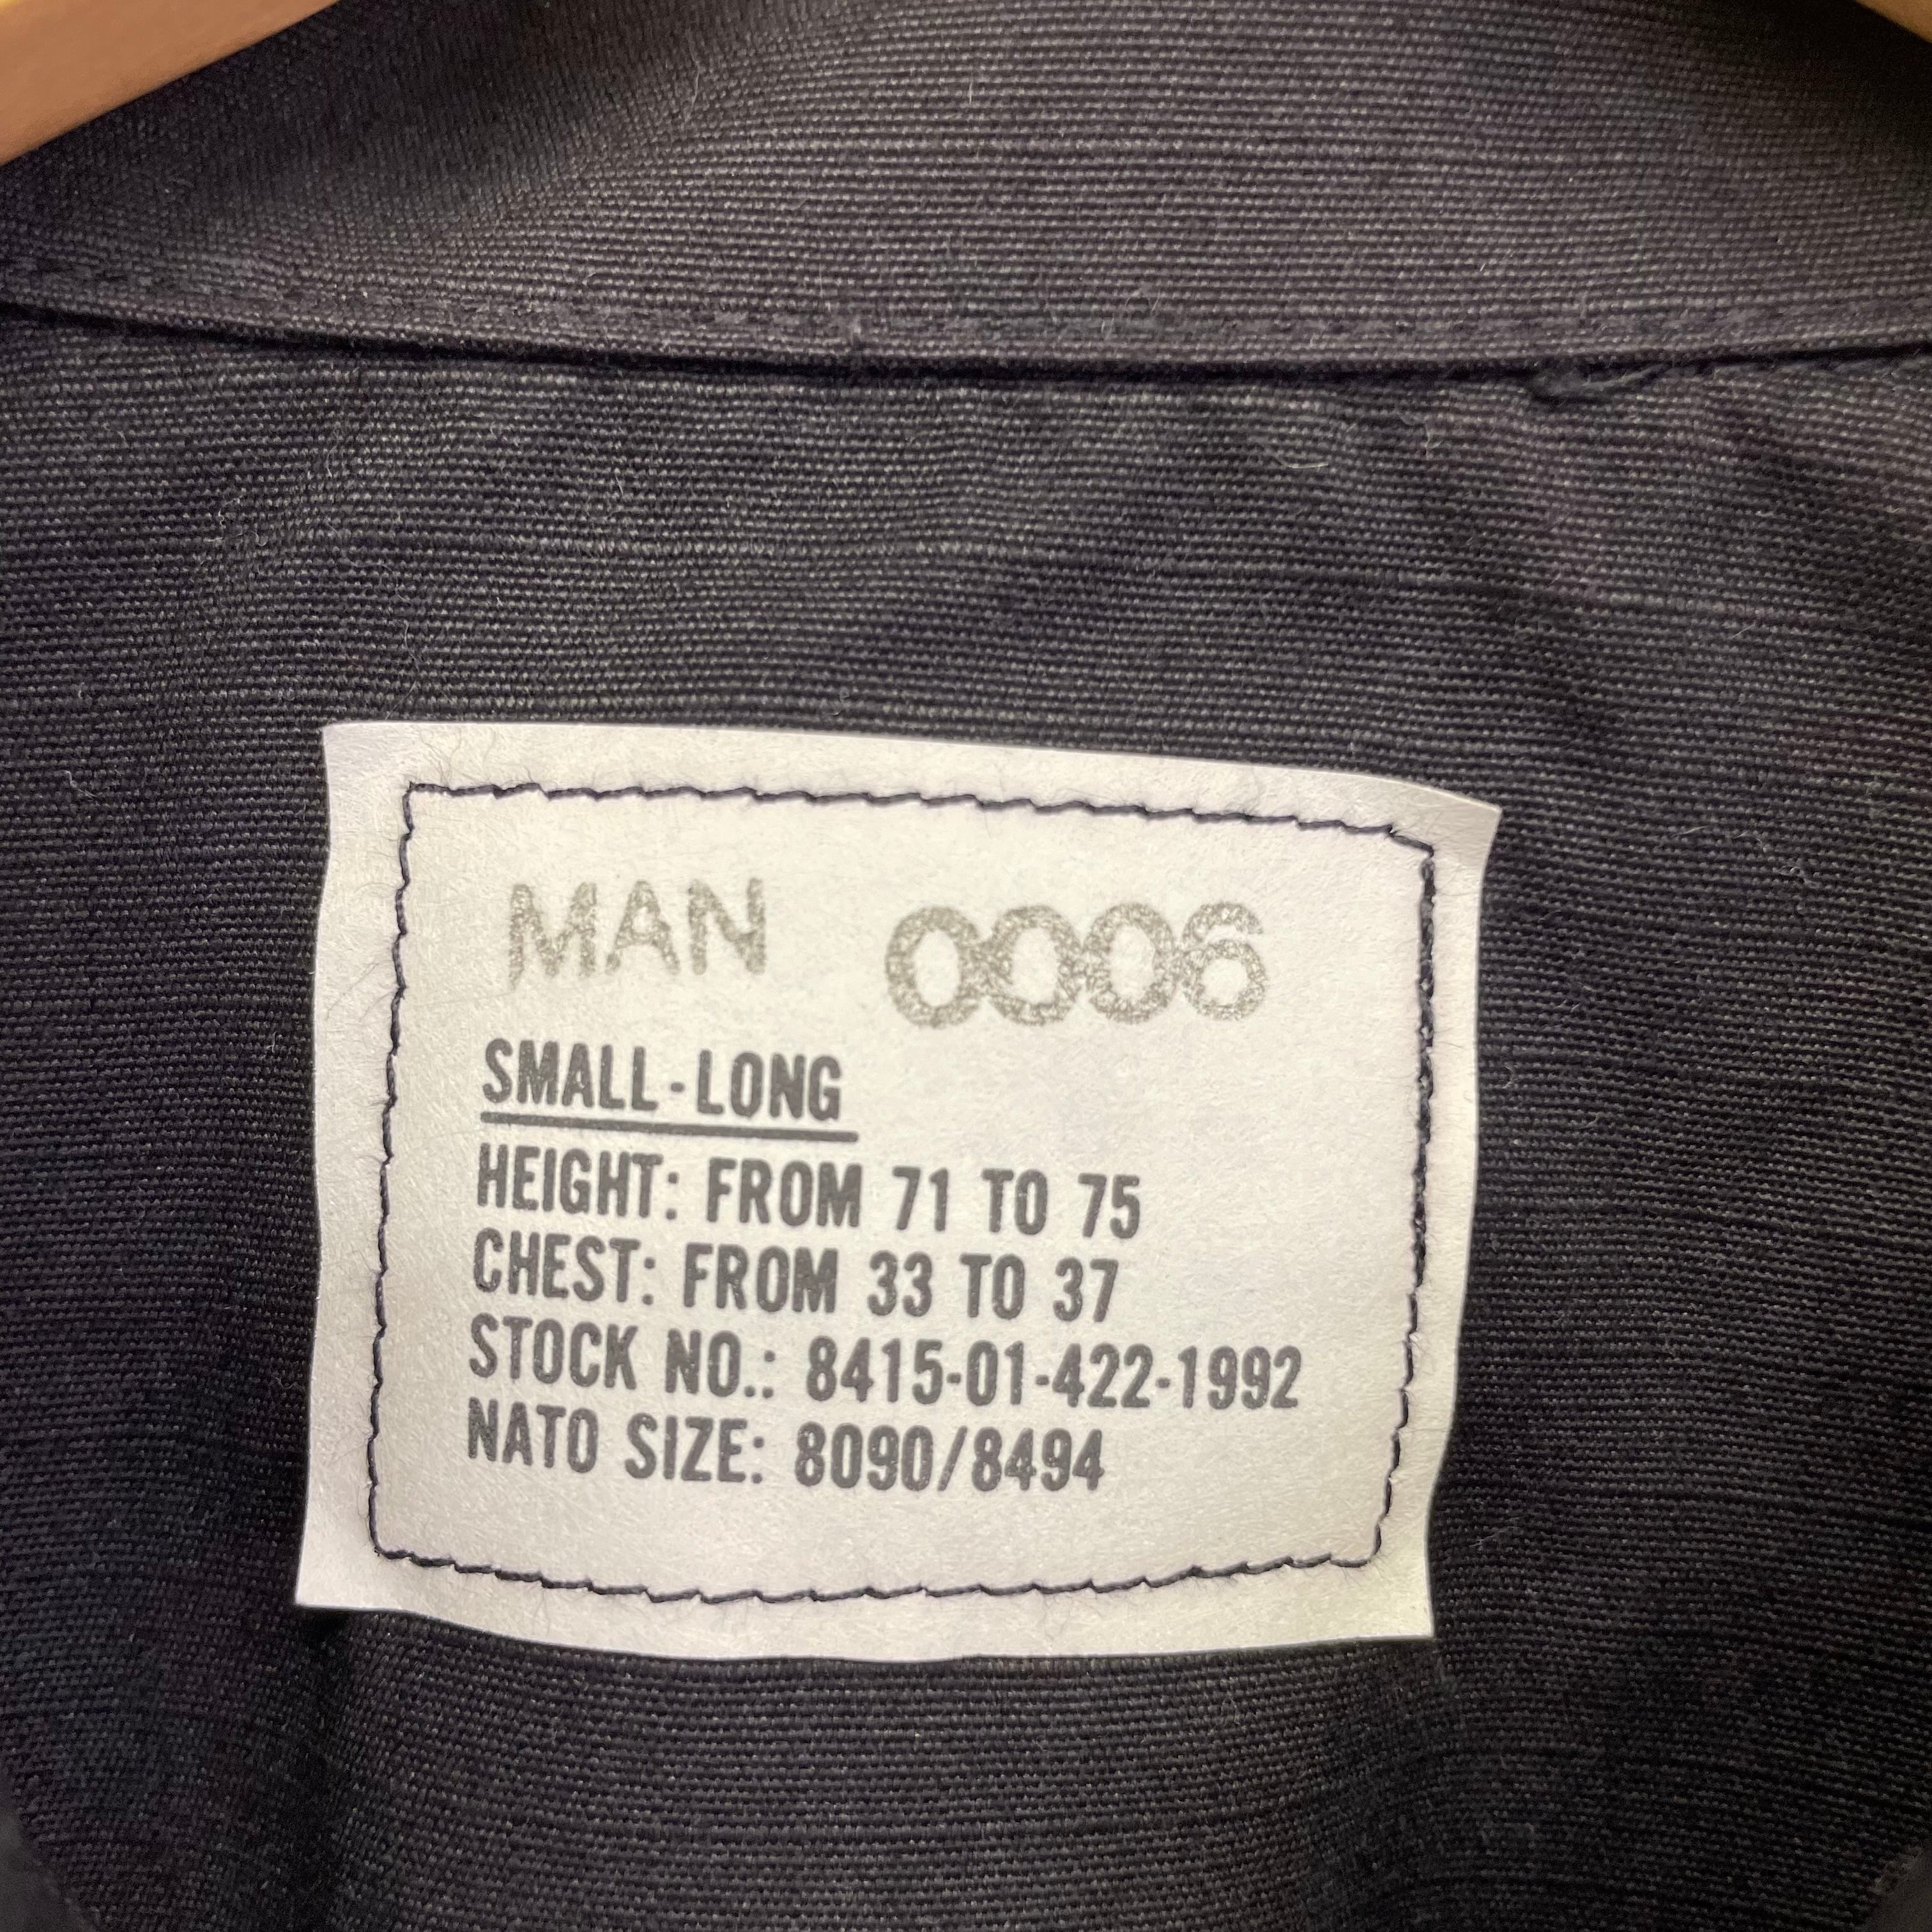 MAN 0006
SMALL-LONG
HEIGHT: FROM 71 TO 75
CHEST: FROM 33 TO 37
STOCK NO.: 8415-01-422-1992
NATO SIZE: 8090/8494